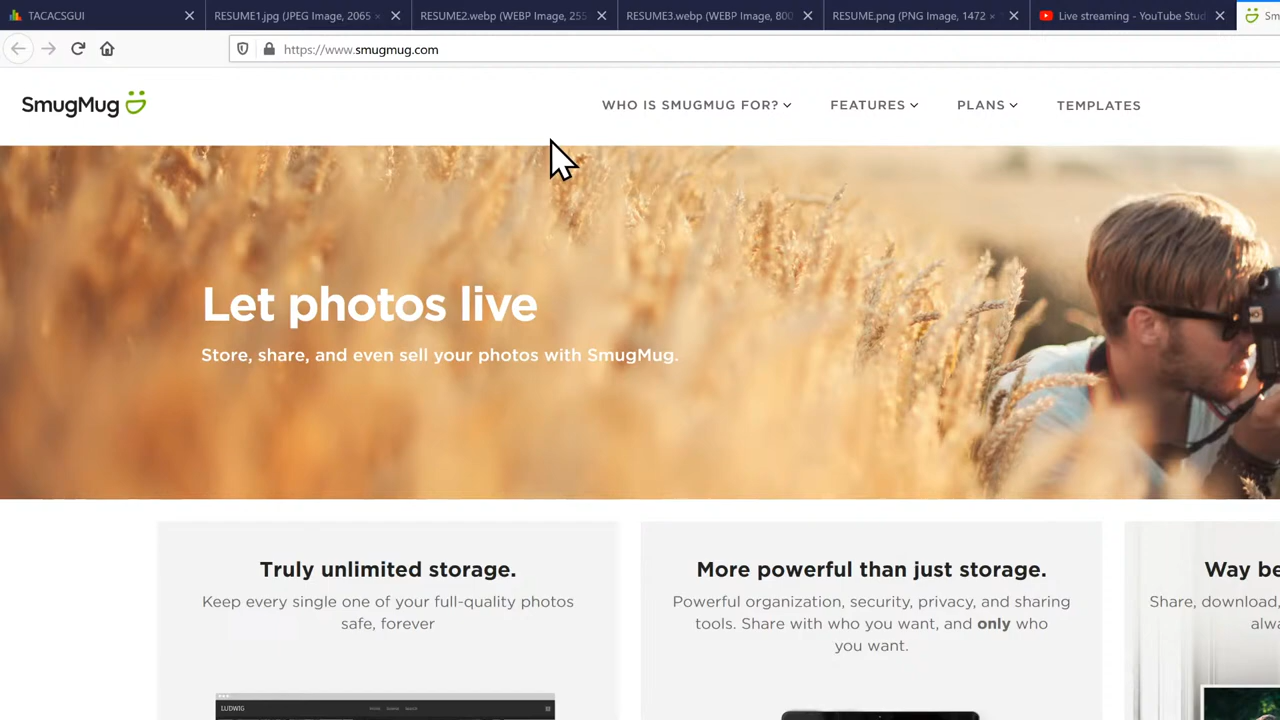 TACACSGUI
RESUME1.jpg (JPEG Image, 2065 ×
RESUME2.webp (WEBP Image, 255
RESUME3.webp (WEBP Image, 800
RESUME.png (PNG Image, 1472 ×
Live streaming - YouTube Stud
Sm
https://www.smugmug.com
SmugMug
WHO IS SMUGMUG FOR?
FEATURES
PLANS
TEMPLATES
Let photos live
Store, share, and even sell your photos with SmugMug.
Truly unlimited storage.
Keep every single one of your full-quality photos
safe, forever
LUDWIG
More powerful than just storage.
Powerful organization, security, privacy, and sharing
tools. Share with who you want, and only who
you want.
Way be
Share, download,
alwa